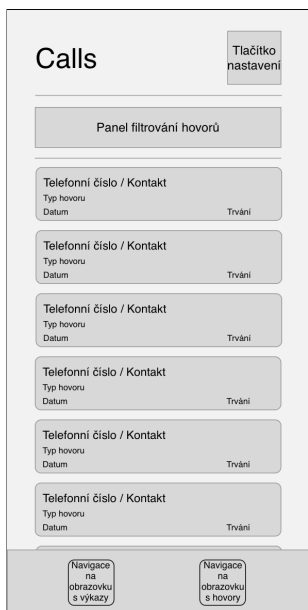 Calls
Tlačítko
nastavení
Panel filtrování hovorů
Telefonní číslo / Kontakt
Typ hovoru
Datum Trvání
Telefonní číslo / Kontakt
Typ hovoru
Datum Trvání
Telefonní číslo / Kontakt
Typ hovoru
Datum Trvání
Telefonní číslo / Kontakt
Typ hovoru
Datum Trvání
Telefonní číslo / Kontakt
Typ hovoru
Datum Trvání
Telefonní číslo / Kontakt
Typ hovoru
Datum Trvání
Navigace
na
obrazovku
s výkazy
Navigace
na
obrazovku
s hovory